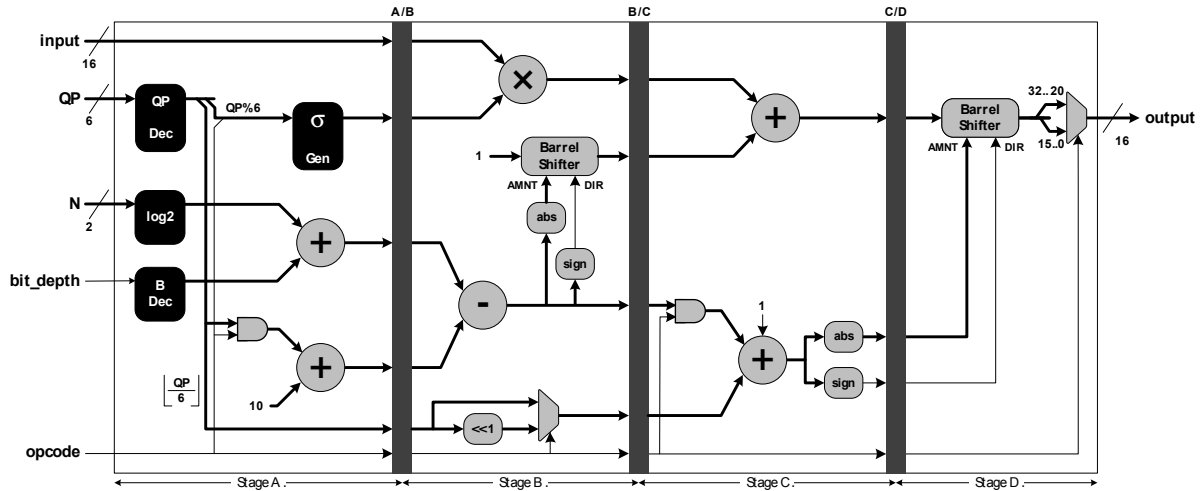 A/B B/C C/D
input
16
QP
6
QP
Dec
QP%6
σ
Gen
×
+
1
Barrel
Shifter
AMNT DIR
abs
sign
Barrel
Shifter
AMNT DIR
32..20
15..0
output
16
N
2
log2
+
bit_depth
B
Dec
-
+
10
QP
6
1
+
abs
sign
<<1
opcode
Stage A . Stage B . Stage C . Stage D .